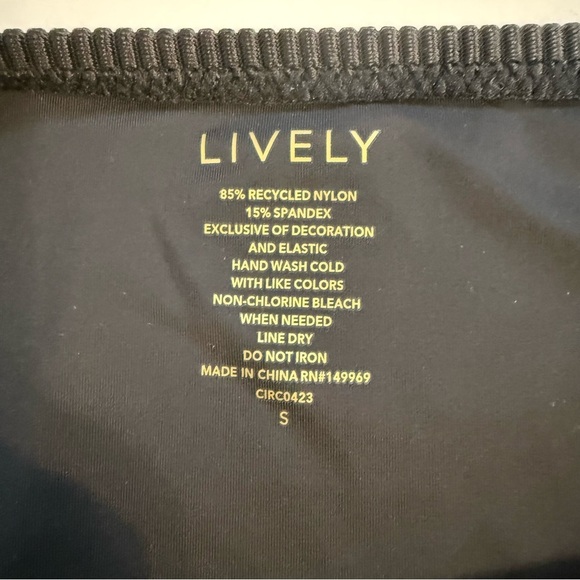 LIVELY
85% RECYCLED NYLON
15% SPANDEX
EXCLUSIVE OF DECORATION
AND ELASTIC
HAND WASH COLD
WITH LIKE COLORS
NON-CHLORINE BLEACH
WHEN NEEDED
LINE DRY
DO NOT IRON
MADE IN CHINA RN#149969
CIRC0423
S